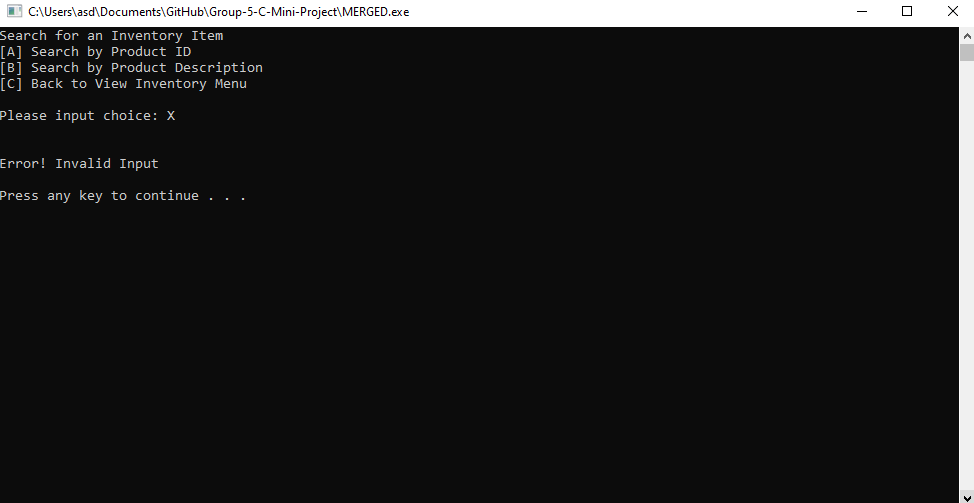 C:\Users\asd\Documents\GitHub\Group-5-C-Mini-Project\MERGED.exe
Search for an Inventory Item
[A] Search by Product ID
[B] Search by Product Description
[C] Back to View Inventory Menu
Please input choice: X
Error! Invalid Input
Press any key to continue . . .